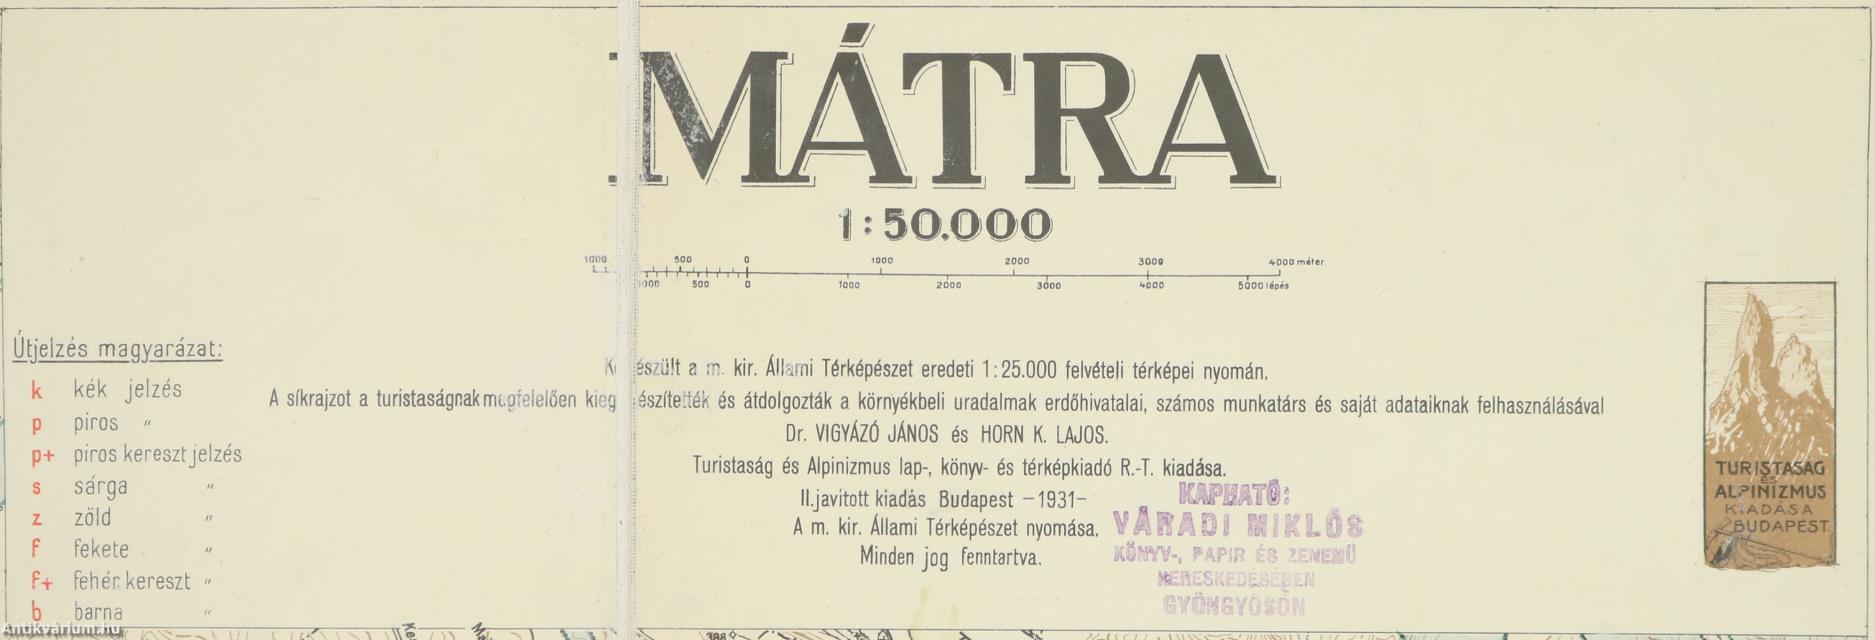 MÁTRA
1:50.000
1000 500 0 1000 2000 3000 4000 méter
1000 500 0 1000 2000 3000 4000 5000 lépés
Útjelzés magyarázat:
k kék jelzés
p piros "
p+ piros kereszt jelzés
s sárga "
z zöld "
f fekete "
f+ fehér kereszt "
b barna "
Készült a m. kir. Állami Térképészet eredeti 1:25.000 felvételi térképei nyomán,
A síkrajzot a turistaságnak megfelelően kiegészítették és átdolgozták a környékbeli uradalmak erdőhivatalai, számos munkatárs és saját adataiknak felhasználásával
Dr. VIGYÁZÓ JÁNOS és HORN K. LAJOS.
Turistaság és Alpinizmus lap-, könyv- és térképkiadó R.-T. kiadása.
II. javított kiadás Budapest -1931-
A m. kir. Állami Térképészet nyomása.
Minden jog fenntartva.
KAPHATÓ:
VÁRADI MIKLÓS
KÖNYV-, PAPIR ÉS ZENEMŰ
KERESKEDÉSÉBEN
GYÖNGYÖSÖN
TURISTASÁG
ÉS
ALPINIZMUS
KIADÁSA
BUDAPEST
Antikvárium.hu
388